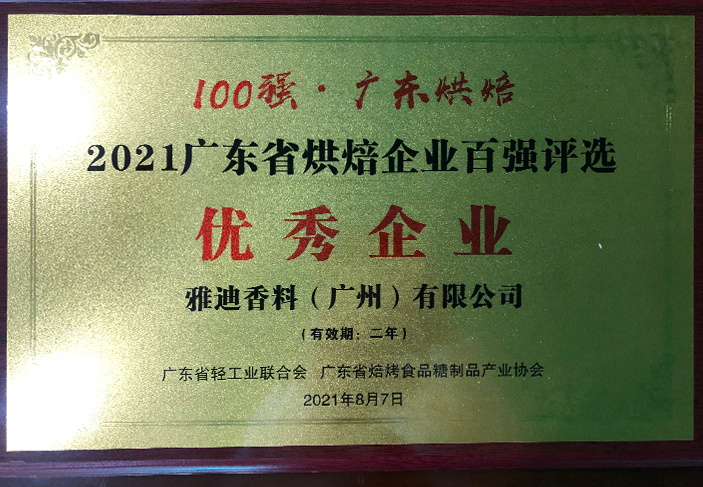 100强·广东烘焙
2021广东省烘焙企业百强评选
优秀企业
雅迪香料（广州）有限公司
（有效期：二年）
广东省轻工业联合会 广东省焙烤食品糖制品产业协会
2021年8月7日